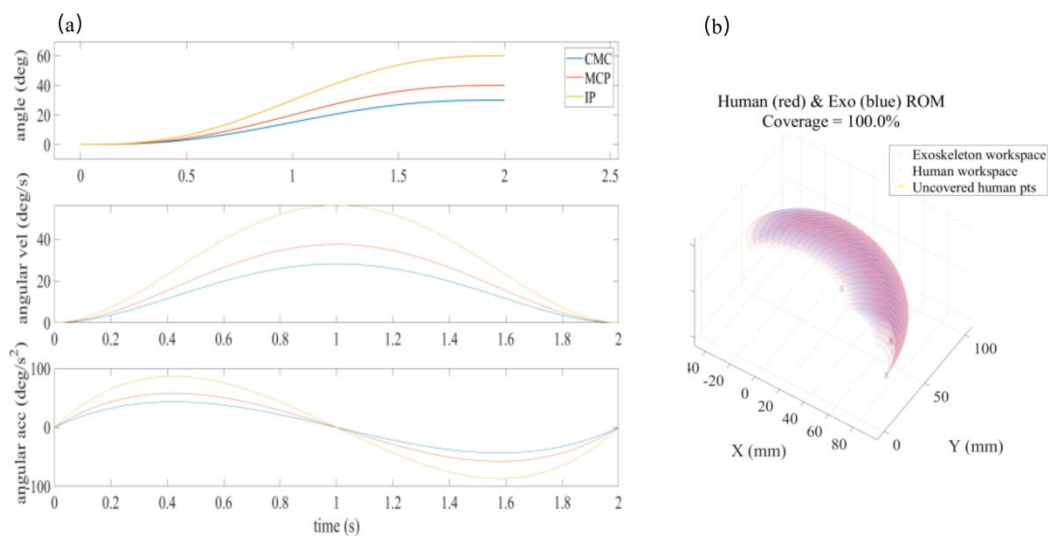 (a)
(b)
angle (deg)
60
40
20
0
CMC
MCP
IP
0 0.5 1 1.5 2 2.5
angular vel (deg/s)
40
20
0
0 0.2 0.4 0.6 0.8 1 1.2 1.4 1.6 1.8 2
angular acc (deg/s²)
100
0
-100
0 0.2 0.4 0.6 0.8 1 1.2 1.4 1.6 1.8 2
time (s)
Human (red) & Exo (blue) ROM
Coverage = 100.0%
Exoskeleton workspace
Human workspace
Uncovered human pts
40 -20 0 20 40 60 80
X (mm)
0 50 100
Y (mm)